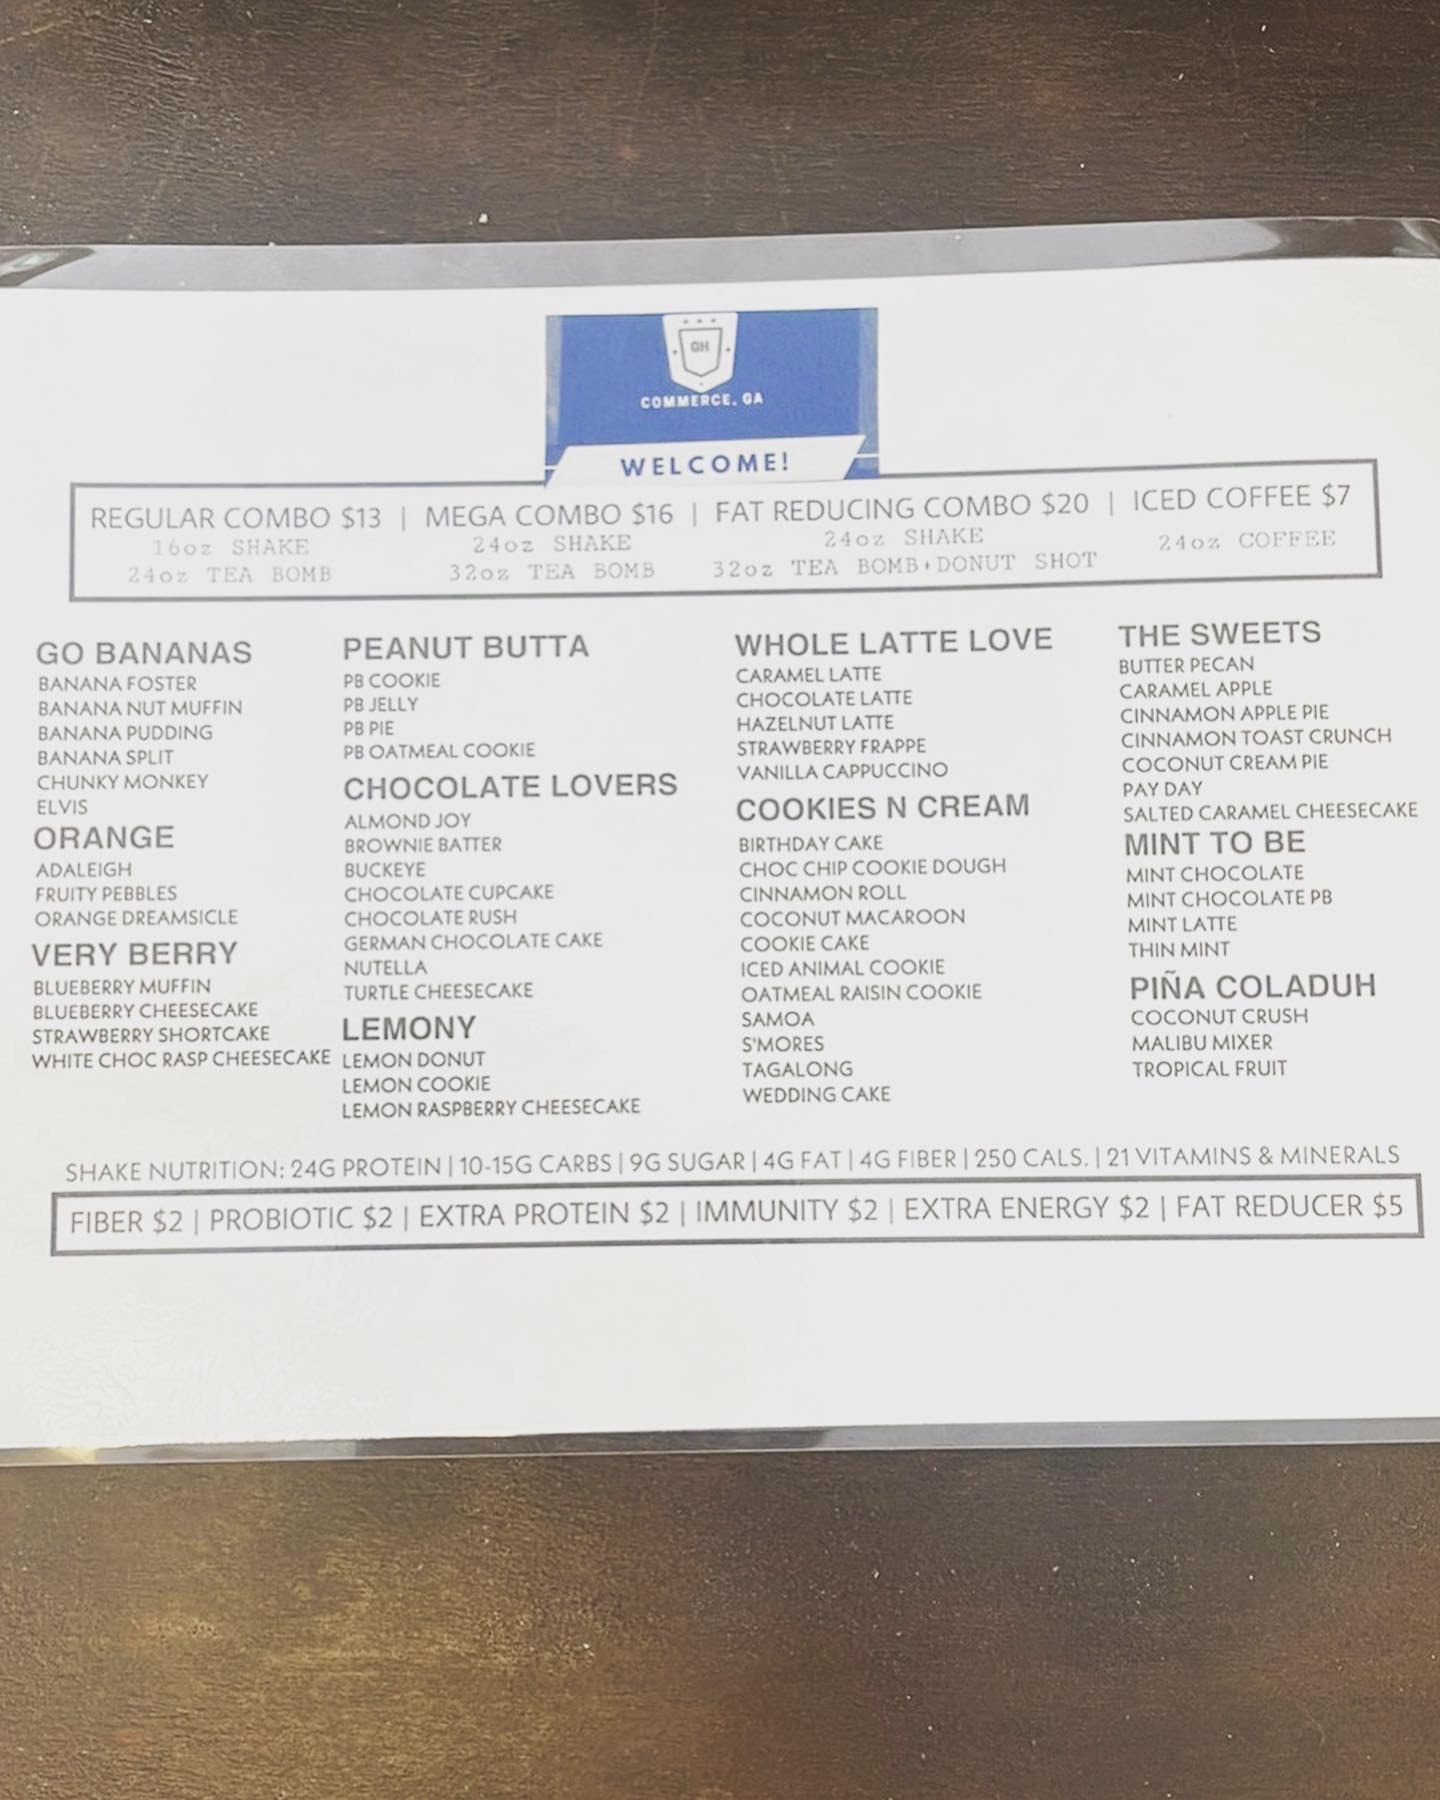 GH
COMMERCE, GA
WELCOME!
REGULAR COMBO $13 | MEGA COMBO $16 | FAT REDUCING COMBO $20 | ICED COFFEE $7
16oz SHAKE 24oz SHAKE 24oz SHAKE 24oz COFFEE
24oz TEA BOMB 32oz TEA BOMB 32oz TEA BOMB+DONUT SHOT
GO BANANAS
BANANA FOSTER
BANANA NUT MUFFIN
BANANA PUDDING
BANANA SPLIT
CHUNKY MONKEY
ELVIS
ORANGE
ADALEIGH
FRUITY PEBBLES
ORANGE DREAMSICLE
VERY BERRY
BLUEBERRY MUFFIN
BLUEBERRY CHEESECAKE
STRAWBERRY SHORTCAKE
WHITE CHOC RASP CHEESECAKE
PEANUT BUTTA
PB COOKIE
PB JELLY
PB PIE
PB OATMEAL COOKIE
CHOCOLATE LOVERS
ALMOND JOY
BROWNIE BATTER
BUCKEYE
CHOCOLATE CUPCAKE
CHOCOLATE RUSH
GERMAN CHOCOLATE CAKE
NUTELLA
TURTLE CHEESECAKE
LEMONY
LEMON DONUT
LEMON COOKIE
LEMON RASPBERRY CHEESECAKE
WHOLE LATTE LOVE
CARAMEL LATTE
CHOCOLATE LATTE
HAZELNUT LATTE
STRAWBERRY FRAPPE
VANILLA CAPPUCCINO
COOKIES N CREAM
BIRTHDAY CAKE
CHOC CHIP COOKIE DOUGH
CINNAMON ROLL
COCONUT MACAROON
COOKIE CAKE
ICED ANIMAL COOKIE
OATMEAL RAISIN COOKIE
SAMOA
S'MORES
TAGALONG
WEDDING CAKE
THE SWEETS
BUTTER PECAN
CARAMEL APPLE
CINNAMON APPLE PIE
CINNAMON TOAST CRUNCH
COCONUT CREAM PIE
PAY DAY
SALTED CARAMEL CHEESECAKE
MINT TO BE
MINT CHOCOLATE
MINT CHOCOLATE PB
MINT LATTE
THIN MINT
PIÑA COLADUH
COCONUT CRUSH
MALIBU MIXER
TROPICAL FRUIT
SHAKE NUTRITION: 24G PROTEIN | 10-15G CARBS | 9G SUGAR | 4G FAT | 4G FIBER | 250 CALS. | 21 VITAMINS & MINERALS
FIBER $2 | PROBIOTIC $2 | EXTRA PROTEIN $2 | IMMUNITY $2 | EXTRA ENERGY $2 | FAT REDUCER $5